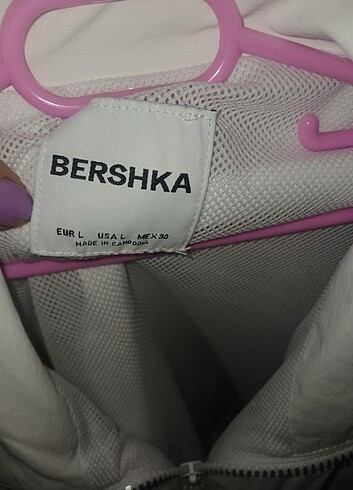 BERSHKA
EUR L USA L MEX 30
MADE IN CAMBODIA